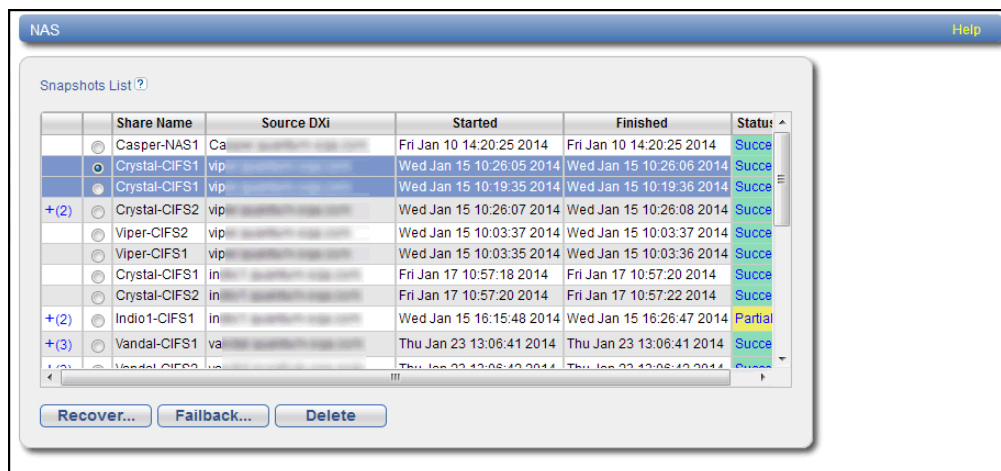 NAS Help
Snapshots List ?
Share Name Source DXi Started Finished Status
Casper-NAS1 Ca Fri Jan 10 14:20:25 2014 Fri Jan 10 14:20:25 2014 Succe
Crystal-CIFS1 vip Wed Jan 15 10:26:05 2014 Wed Jan 15 10:26:06 2014 Succe
Crystal-CIFS1 vip Wed Jan 15 10:19:35 2014 Wed Jan 15 10:19:36 2014 Succe
+(2) Crystal-CIFS2 vip Wed Jan 15 10:26:07 2014 Wed Jan 15 10:26:08 2014 Succe
Viper-CIFS2 vip Wed Jan 15 10:03:37 2014 Wed Jan 15 10:03:37 2014 Succe
Viper-CIFS1 vip Wed Jan 15 10:03:35 2014 Wed Jan 15 10:03:36 2014 Succe
Crystal-CIFS1 in Fri Jan 17 10:57:18 2014 Fri Jan 17 10:57:20 2014 Succe
Crystal-CIFS2 in Fri Jan 17 10:57:20 2014 Fri Jan 17 10:57:22 2014 Succe
+(2) Indio1-CIFS1 in Wed Jan 15 16:15:48 2014 Wed Jan 15 16:26:47 2014 Partial
+(3) Vandal-CIFS1 va Thu Jan 23 13:06:41 2014 Thu Jan 23 13:06:41 2014 Succe
Recover... Failback... Delete